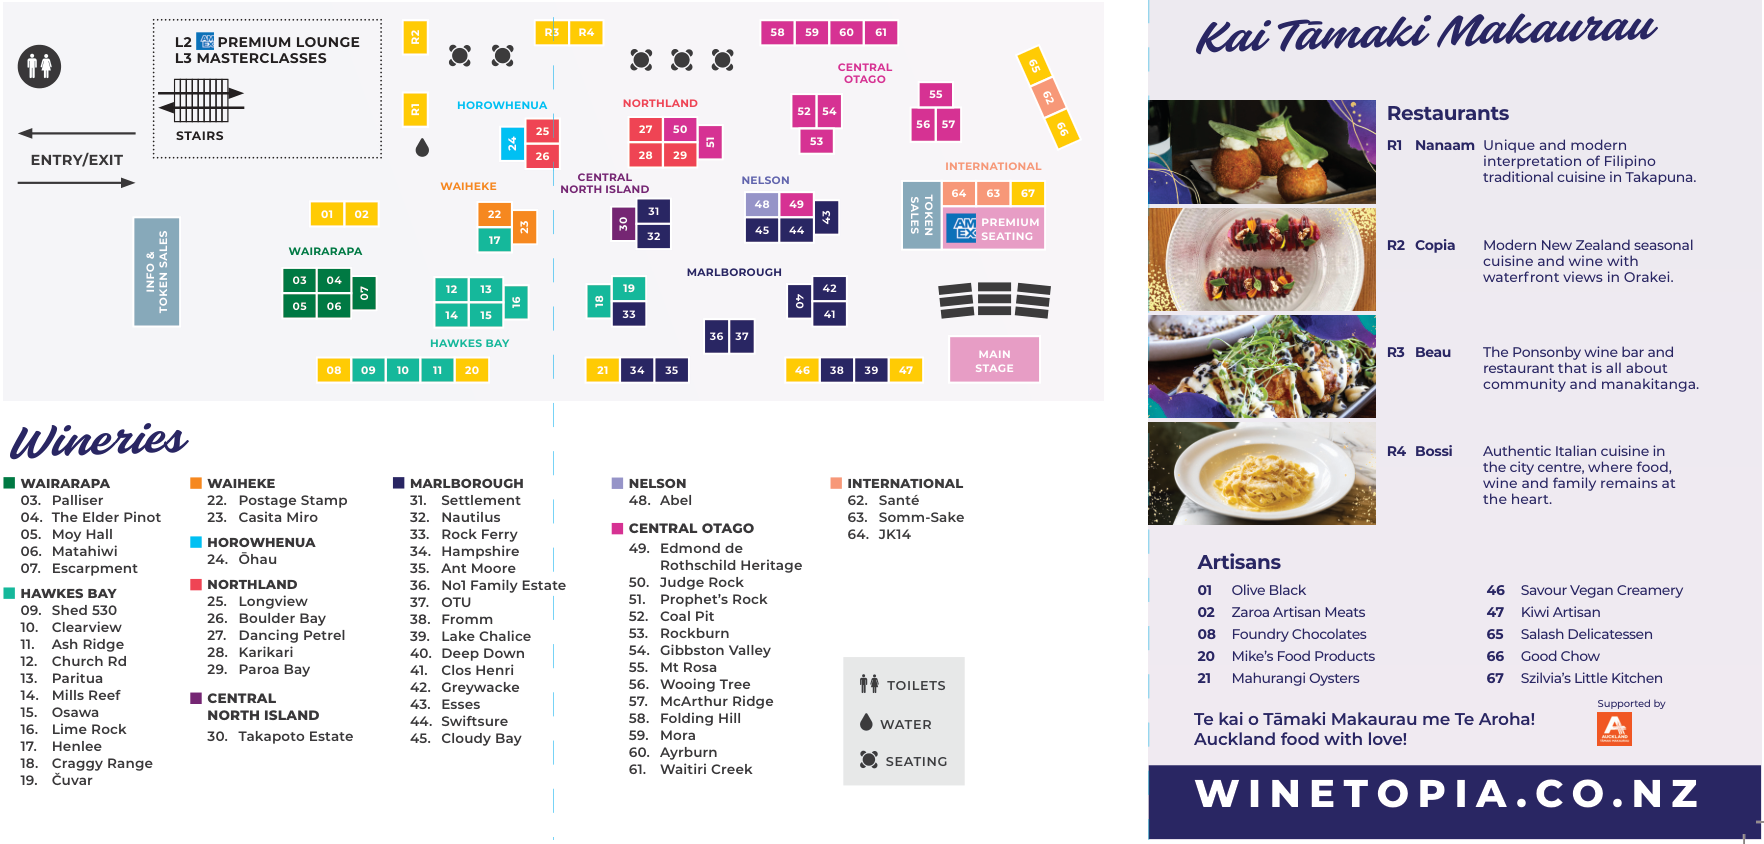 L2 AM EX PREMIUM LOUNGE
L3 MASTERCLASSES
STAIRS
ENTRY/EXIT
INFO &
TOKEN SALES
R2
R1
R3 R4
58 59 60 61
CENTRAL
OTAGO
65
62
66
HOROWHENUA
24
25
26
NORTHLAND
27 50
28 29
51
52 54
53
55
56 57
INTERNATIONAL
64 63 67
TOKEN
SALES
AM
EX
PREMIUM
SEATING
WAIHEKE
22
23
17
CENTRAL
NORTH ISLAND
30
31
32
NELSON
48 49
45 44
43
01 02
WAIRARAPA
03 04
05 06
07
12 13
14 15
16
HAWKES BAY
18
19
33
MARLBOROUGH
40
42
41
36 37
08 09 10 11 20
21 34 35
46 38 39 47
MAIN
STAGE
Wineries
WAIRARAPA
03. Palliser
04. The Elder Pinot
05. Moy Hall
06. Matahiwi
07. Escarpment
HAWKES BAY
09. Shed 530
10. Clearview
11. Ash Ridge
12. Church Rd
13. Paritua
14. Mills Reef
15. Osawa
16. Lime Rock
17. Henlee
18. Craggy Range
19. Čuvar
WAIHEKE
22. Postage Stamp
23. Casita Miro
HOROWHENUA
24. Ōhau
NORTHLAND
25. Longview
26. Boulder Bay
27. Dancing Petrel
28. Karikari
29. Paroa Bay
CENTRAL
NORTH ISLAND
30. Takapoto Estate
MARLBOROUGH
31. Settlement
32. Nautilus
33. Rock Ferry
34. Hampshire
35. Ant Moore
36. No1 Family Estate
37. OTU
38. Fromm
39. Lake Chalice
40. Deep Down
41. Clos Henri
42. Greywacke
43. Esses
44. Swiftsure
45. Cloudy Bay
NELSON
48. Abel
CENTRAL OTAGO
49. Edmond de
Rothschild Heritage
50. Judge Rock
51. Prophet's Rock
52. Coal Pit
53. Rockburn
54. Gibbston Valley
55. Mt Rosa
56. Wooing Tree
57. McArthur Ridge
58. Folding Hill
59. Mora
60. Ayrburn
61. Waitiri Creek
INTERNATIONAL
62. Santé
63. Somm-Sake
64. JK14
TOILETS
WATER
SEATING
Kai Tāmaki Makaurau
Restaurants
R1 Nanaam Unique and modern
interpretation of Filipino
traditional cuisine in Takapuna.
R2 Copia Modern New Zealand seasonal
cuisine and wine with
waterfront views in Orakei.
R3 Beau The Ponsonby wine bar and
restaurant that is all about
community and manakitanga.
R4 Bossi Authentic Italian cuisine in
the city centre, where food,
wine and family remains at
the heart.
Artisans
01 Olive Black
02 Zaroa Artisan Meats
08 Foundry Chocolates
20 Mike's Food Products
21 Mahurangi Oysters
46 Savour Vegan Creamery
47 Kiwi Artisan
65 Salash Delicatessen
66 Good Chow
67 Szilvia's Little Kitchen
Te kai o Tāmaki Makaurau me Te Aroha!
Auckland food with love!
Supported by
AUCKLAND
WINETOPIA.CO.NZ